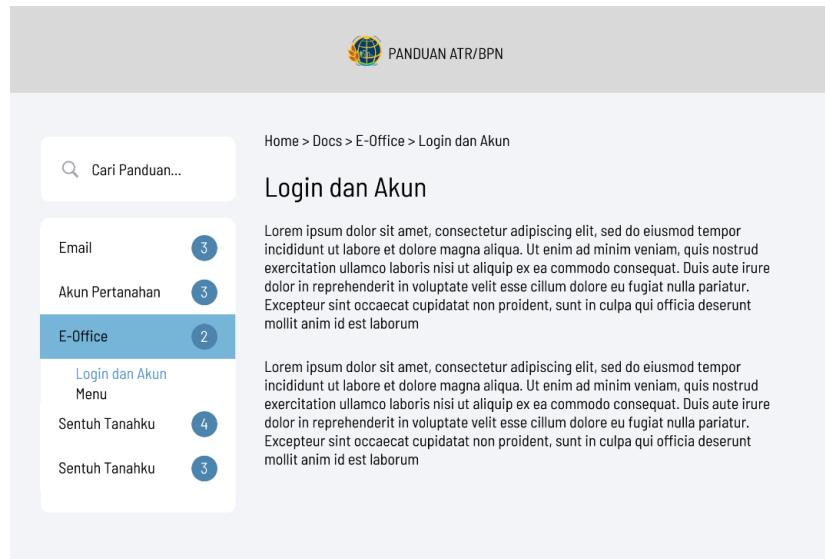 PANDUAN ATR/BPN
Cari Panduan...
Email 3
Akun Pertanahan 3
E-Office 2
Login dan Akun
Menu
Sentuh Tanahku 4
Sentuh Tanahku 3
Home > Docs > E-Office > Login dan Akun
Login dan Akun
Lorem ipsum dolor sit amet, consectetur adipiscing elit, sed do eiusmod tempor
incididunt ut labore et dolore magna aliqua. Ut enim ad minim veniam, quis nostrud
exercitation ullamco laboris nisi ut aliquip ex ea commodo consequat. Duis aute irure
dolor in reprehenderit in voluptate velit esse cillum dolore eu fugiat nulla pariatur.
Excepteur sint occaecat cupidatat non proident, sunt in culpa qui officia deserunt
mollit anim id est laborum
Lorem ipsum dolor sit amet, consectetur adipiscing elit, sed do eiusmod tempor
incididunt ut labore et dolore magna aliqua. Ut enim ad minim veniam, quis nostrud
exercitation ullamco laboris nisi ut aliquip ex ea commodo consequat. Duis aute irure
dolor in reprehenderit in voluptate velit esse cillum dolore eu fugiat nulla pariatur.
Excepteur sint occaecat cupidatat non proident, sunt in culpa qui officia deserunt
mollit anim id est laborum